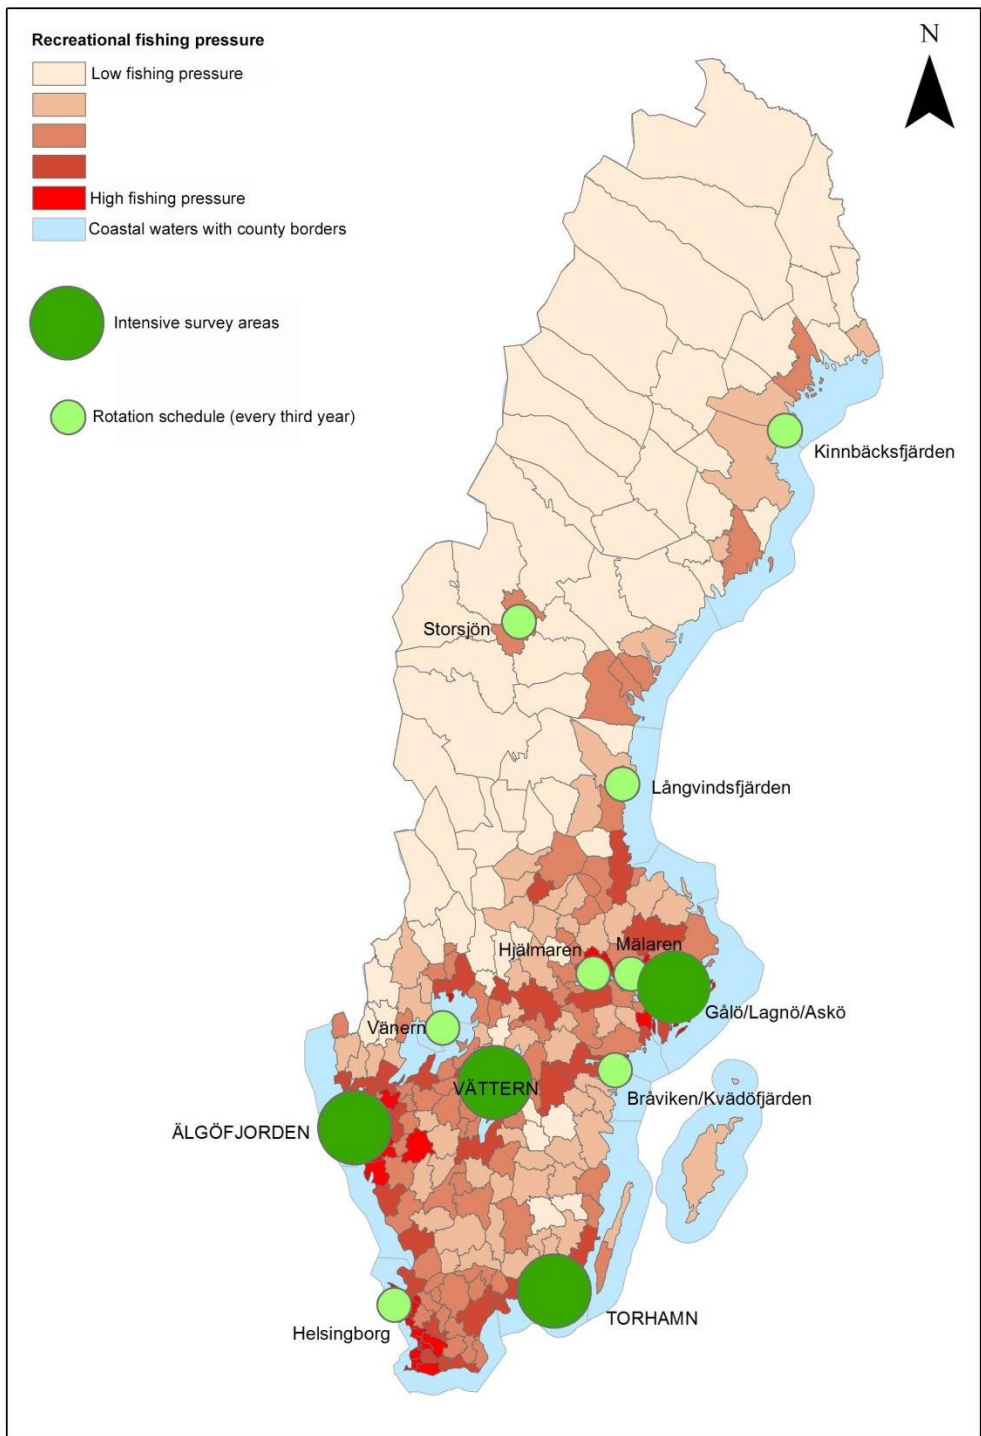 Recreational fishing pressure
N
Low fishing pressure
High fishing pressure
Coastal waters with county borders
Intensive survey areas
Rotation schedule (every third year)
Kinnbäcksfjärden
Storsjön
Långvindsfjärden
Hjälmaren
Mälaren
Gålö/Lagnö/Askö
Vänern
VÄTTERN
Bråviken/Kvädöfjärden
ÄLGÖFJORDEN
TORHAMN
Helsingborg